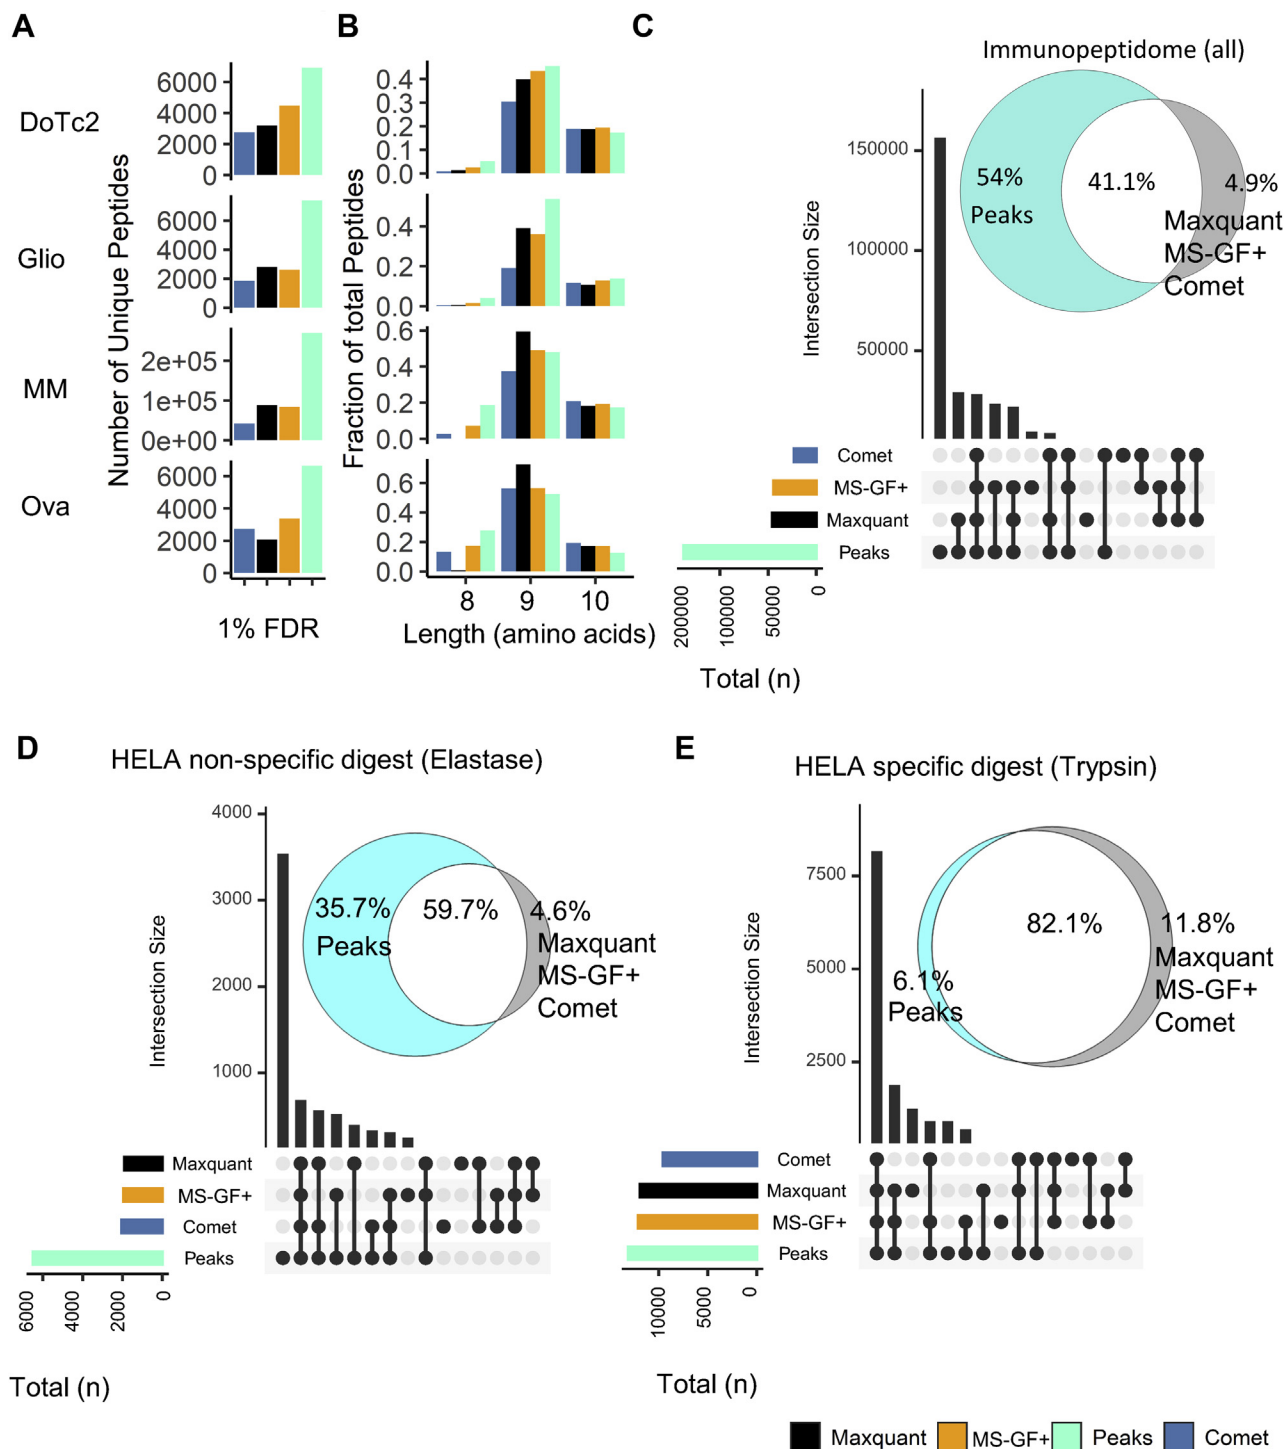 A
DoTc2
Glio
MM
Ova
Number of Unique Peptides
6000
4000
2000
0
6000
4000
2000
0
2e+05
1e+05
0e+00
6000
4000
2000
0
1% FDR
B
Fraction of total Peptides
0.4
0.3
0.2
0.1
0.0
0.4
0.2
0.0
0.6
0.4
0.2
0.0
0.6
0.4
0.2
0.0
8 9 10
Length (amino acids)
C
Immunopeptidome (all)
Intersection Size
150000
100000
50000
54%
Peaks
41.1%
4.9%
Maxquant
MS-GF+
Comet
Comet
MS-GF+
Maxquant
Peaks
200000 100000 50000 0
Total (n)
D
HELA non-specific digest (Elastase)
Intersection Size
4000
3000
2000
1000
35.7%
Peaks
59.7%
4.6%
Maxquant
MS-GF+
Comet
Maxquant
MS-GF+
Comet
Peaks
6000 4000 2000 0
Total (n)
E
HELA specific digest (Trypsin)
Intersection Size
7500
5000
2500
6.1%
Peaks
82.1%
11.8%
Maxquant
MS-GF+
Comet
Comet
Maxquant
MS-GF+
Peaks
10000 5000 0
Total (n)
Maxquant MS-GF+ Peaks Comet